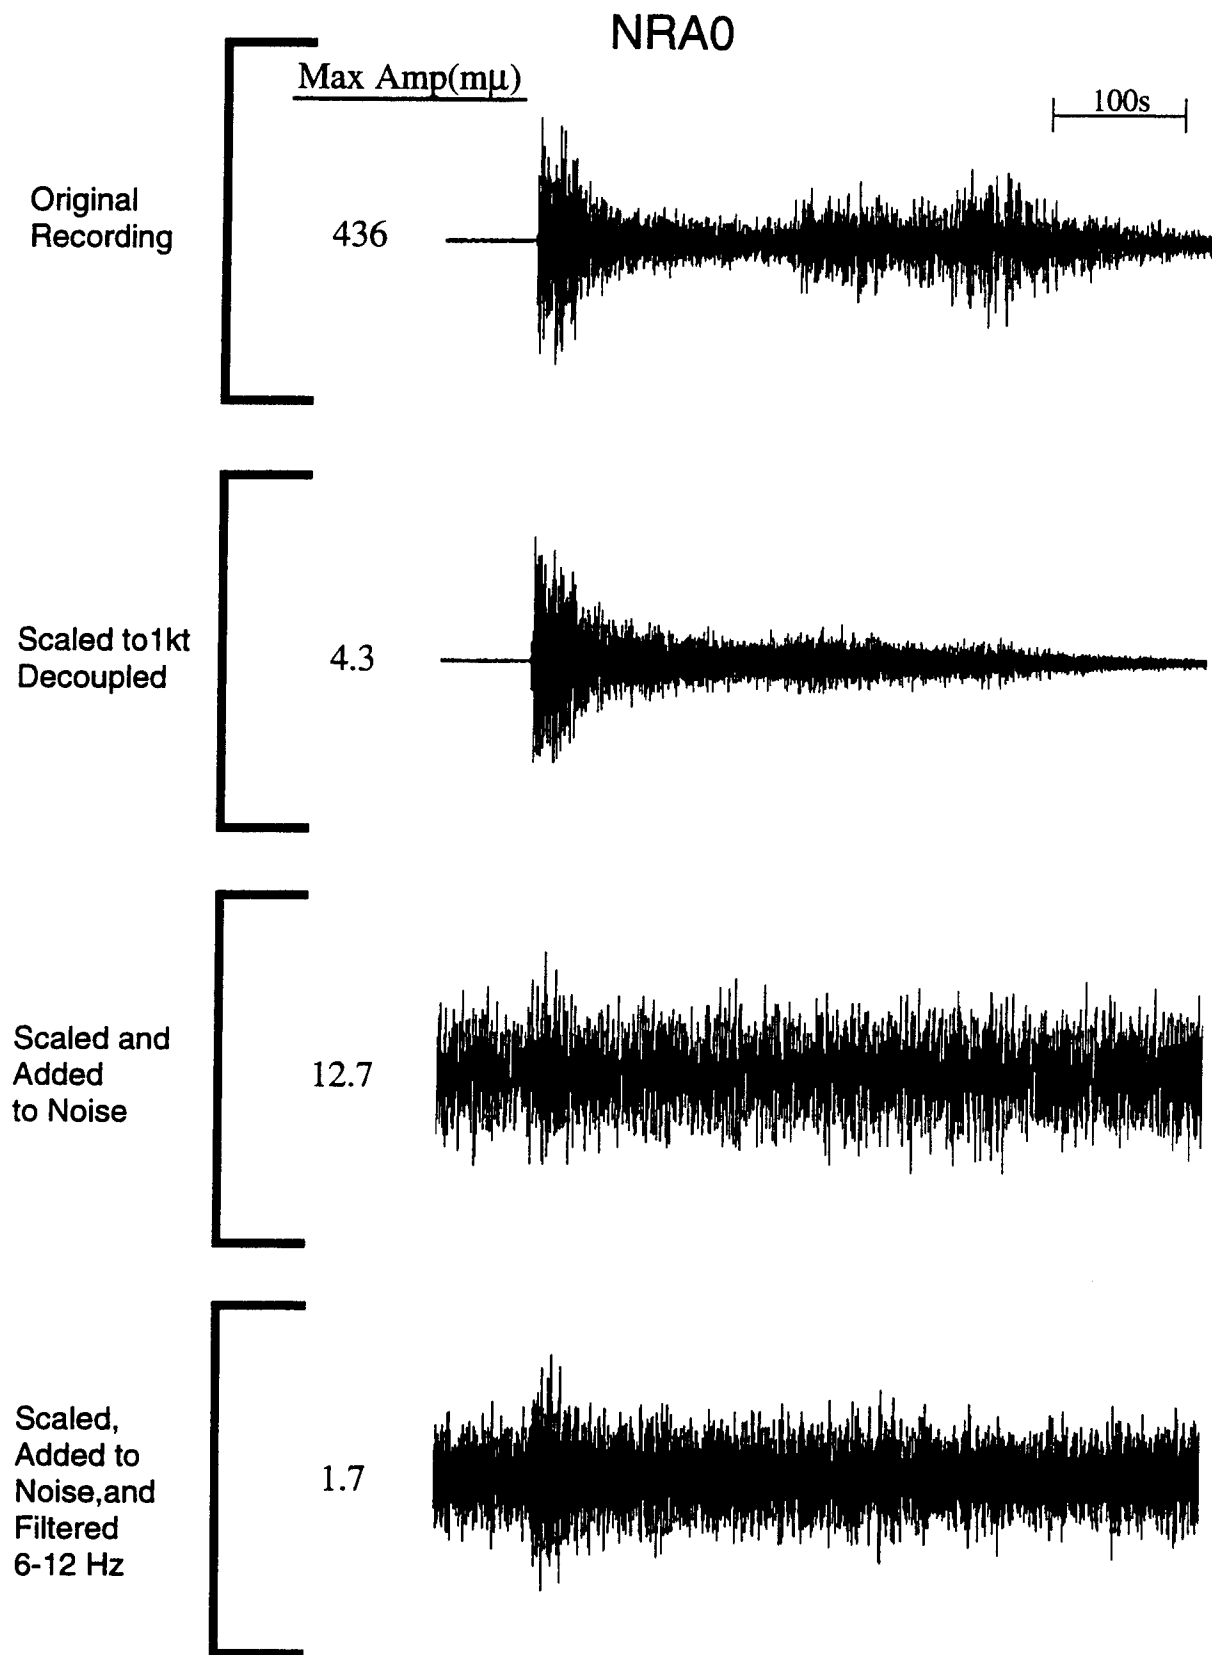 NRA0
Max Amp(mμ)
100s
Original
Recording
436
Scaled to1kt
Decoupled
4.3
Scaled and
Added
to Noise
12.7
Scaled,
Added to
Noise,and
Filtered
6-12 Hz
1.7